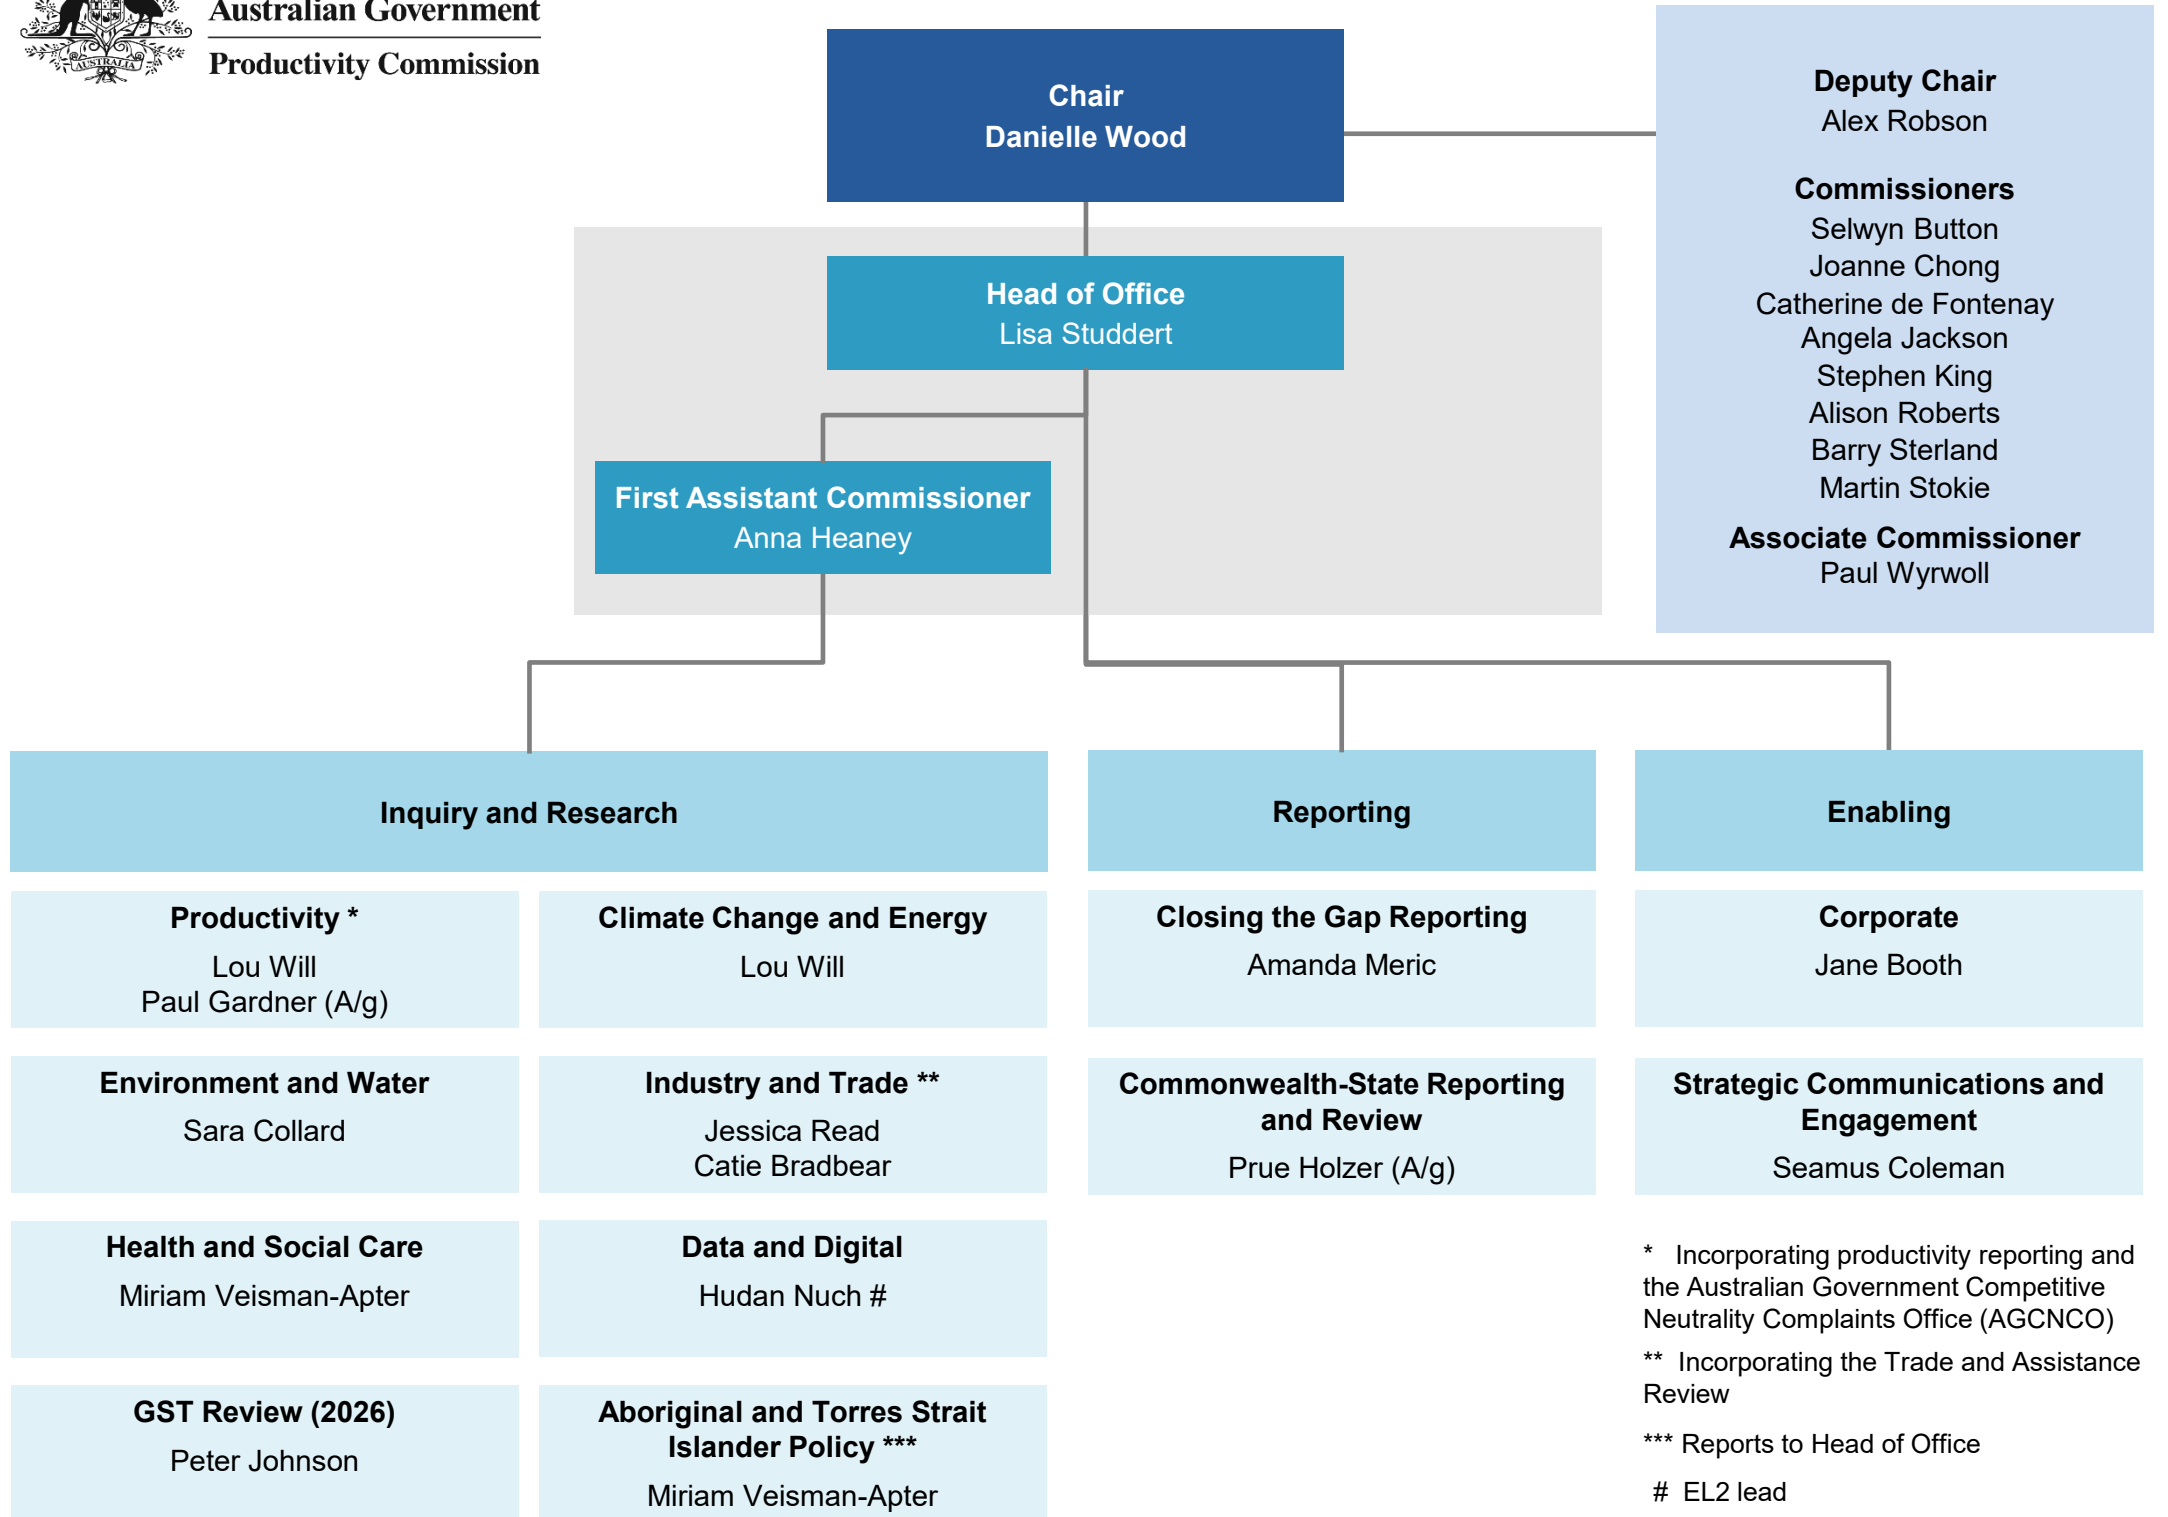 Australian Government
Productivity Commission
AUSTRALIA
Chair
Danielle Wood
Deputy Chair
Alex Robson
Commissioners
Selwyn Button
Joanne Chong
Catherine de Fontenay
Angela Jackson
Stephen King
Alison Roberts
Barry Sterland
Martin Stokie
Associate Commissioner
Paul Wyrwoll
Head of Office
Lisa Studdert
First Assistant Commissioner
Anna Heaney
Inquiry and Research
Productivity *
Lou Will
Paul Gardner (A/g)
Climate Change and Energy
Lou Will
Environment and Water
Sara Collard
Industry and Trade **
Jessica Read
Catie Bradbear
Health and Social Care
Miriam Veisman-Apter
Data and Digital
Hudan Nuch #
GST Review (2026)
Peter Johnson
Aboriginal and Torres Strait
Islander Policy ***
Miriam Veisman-Apter
Reporting
Closing the Gap Reporting
Amanda Meric
Commonwealth-State Reporting
and Review
Prue Holzer (A/g)
Enabling
Corporate
Jane Booth
Strategic Communications and
Engagement
Seamus Coleman
* Incorporating productivity reporting and
the Australian Government Competitive
Neutrality Complaints Office (AGCNCO)
** Incorporating the Trade and Assistance
Review
*** Reports to Head of Office
# EL2 lead